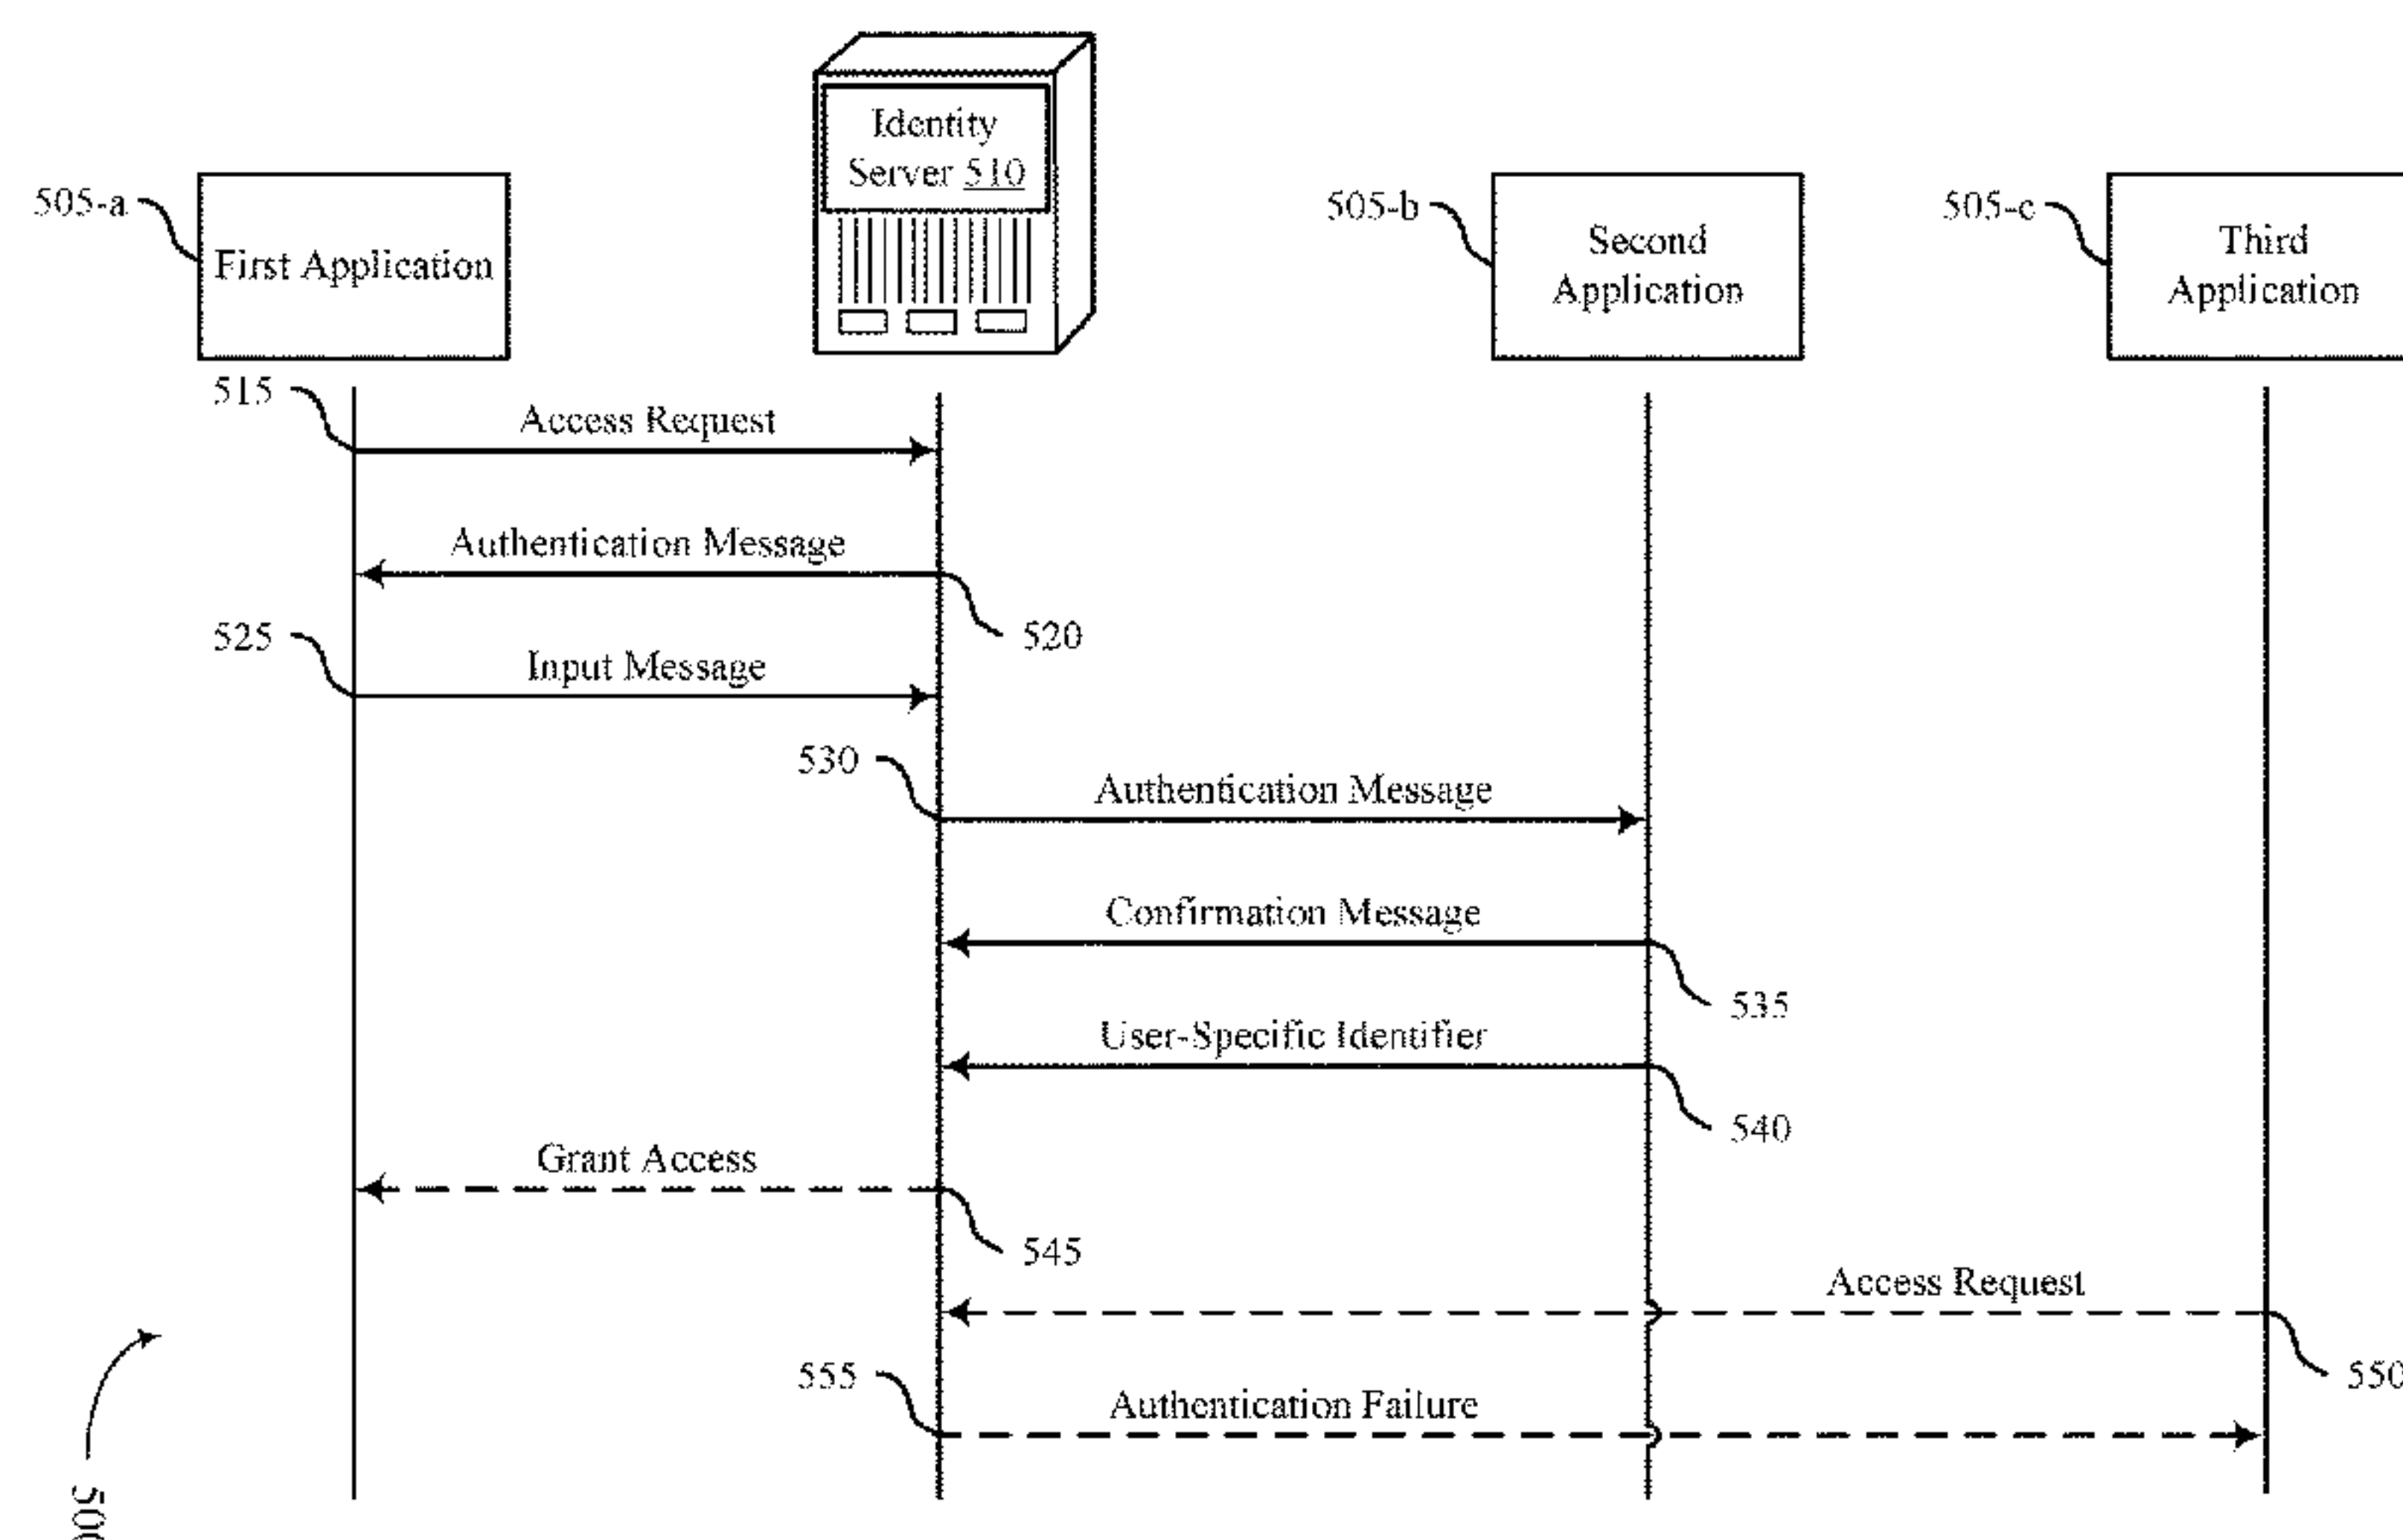 Identity
Server 510
505-a
First Application
505-b
Second
Application
505-c
Third
Application
515
Access Request
Authentication Message
520
525
Input Message
530
Authentication Message
Confirmation Message
535
User-Specific Identifier
540
Grant Access
545
Access Request
550
555
Authentication Failure
500